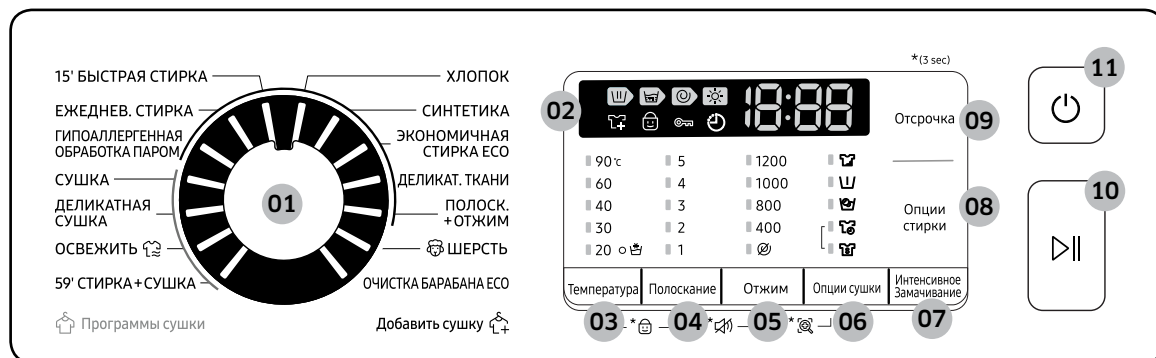 15' БЫСТРАЯ СТИРКА
ЕЖЕДНЕВ. СТИРКА
ГИПОАЛЛЕРГЕННАЯ
ОБРАБОТКА ПАРОМ
СУШКА
ДЕЛИКАТНАЯ
СУШКА
ОСВЕЖИТЬ
59' СТИРКА+СУШКА
Программы сушки
01
ХЛОПОК
СИНТЕТИКА
ЭКОНОМИЧНАЯ
СТИРКА ECO
ДЕЛИКАТ. ТКАНИ
ПОЛОСК.
+ОТЖИМ
ШЕРСТЬ
ОЧИСТКА БАРАБАНА ECO
Добавить сушку
02
18:88
90 °c 5 1200
60 4 1000
40 3 800
30 2 400
20 1
Температура Полоскание Отжим Опции сушки Интенсивное
Замачивание
03 * 04 * 05 * 06 07
*(3 sec)
Отсрочка 09
Опции
стирки
08
11
10